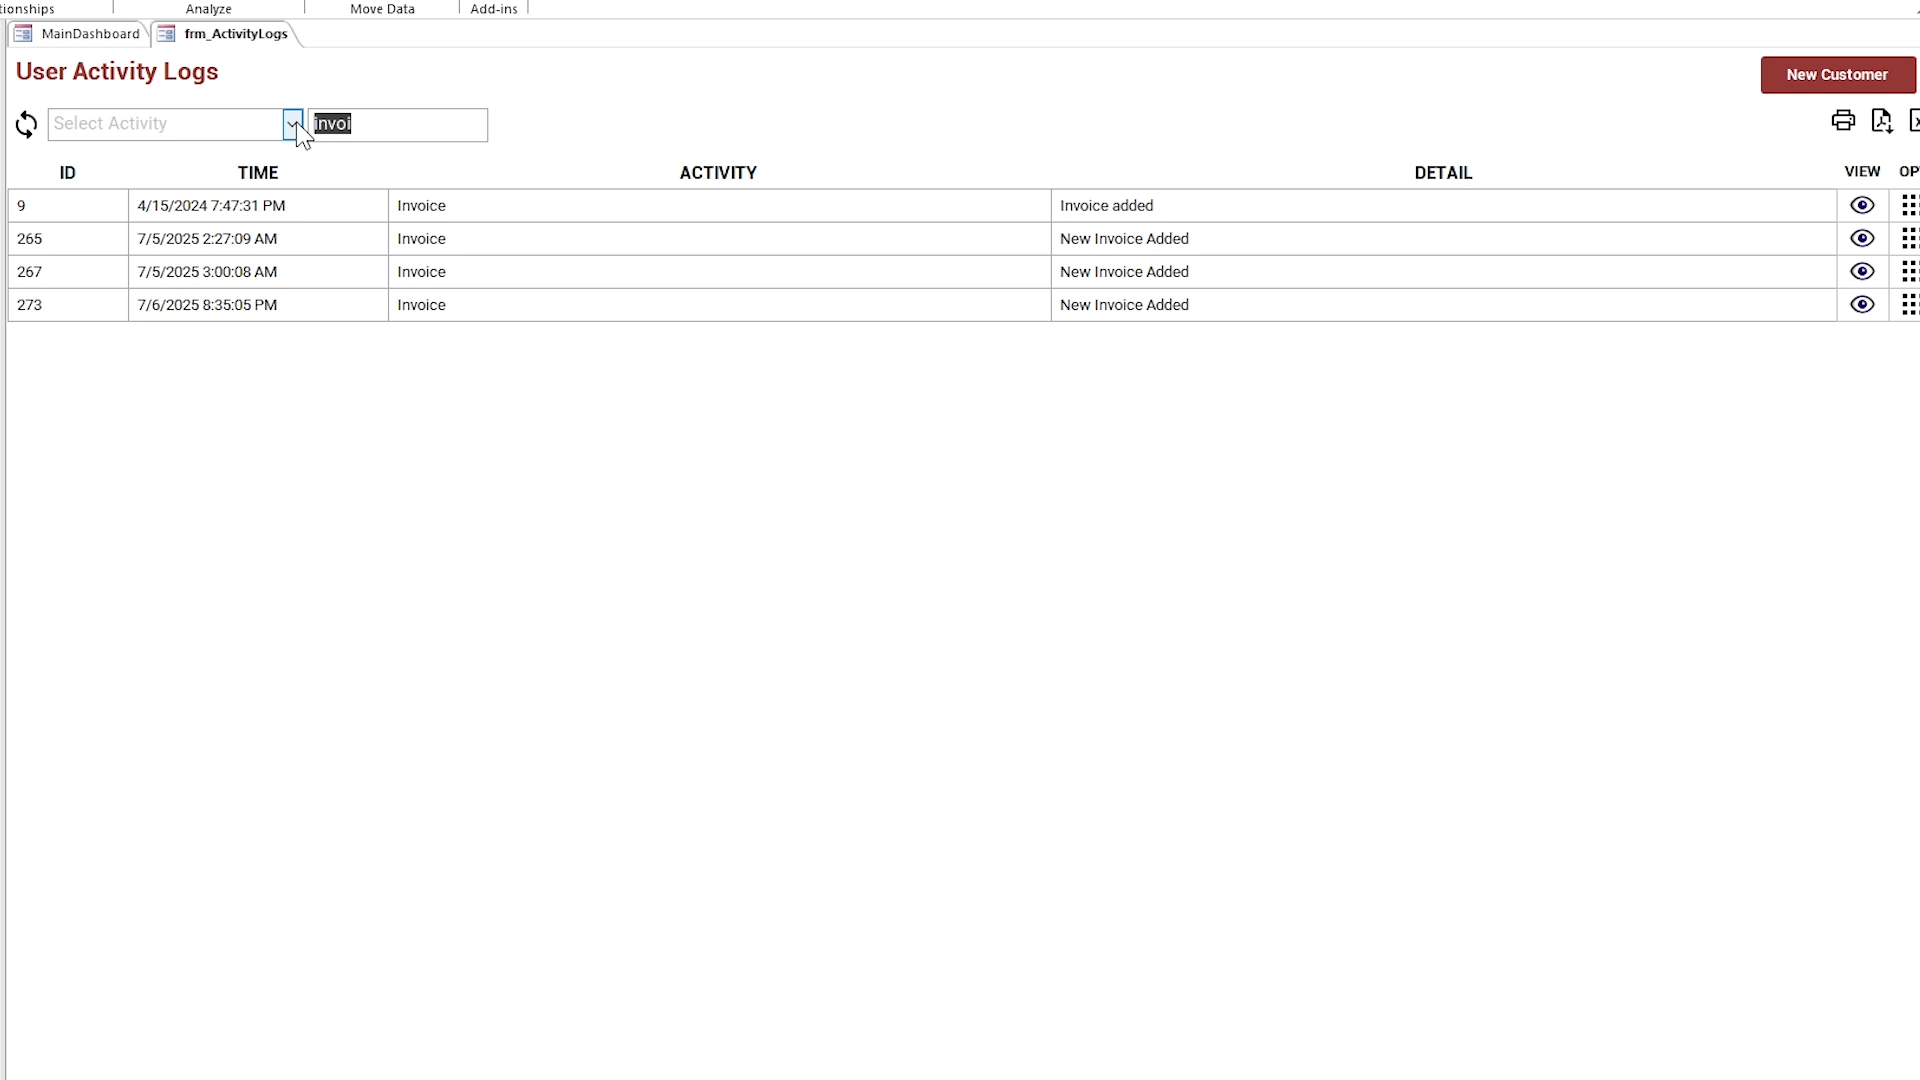 tionships Analyze Move Data Add-ins
MainDashboard frm_ActivityLogs
User Activity Logs
New Customer
Select Activity invoi
ID TIME ACTIVITY DETAIL VIEW OP
9 4/15/2024 7:47:31 PM Invoice Invoice added
265 7/5/2025 2:27:09 AM Invoice New Invoice Added
267 7/5/2025 3:00:08 AM Invoice New Invoice Added
273 7/6/2025 8:35:05 PM Invoice New Invoice Added